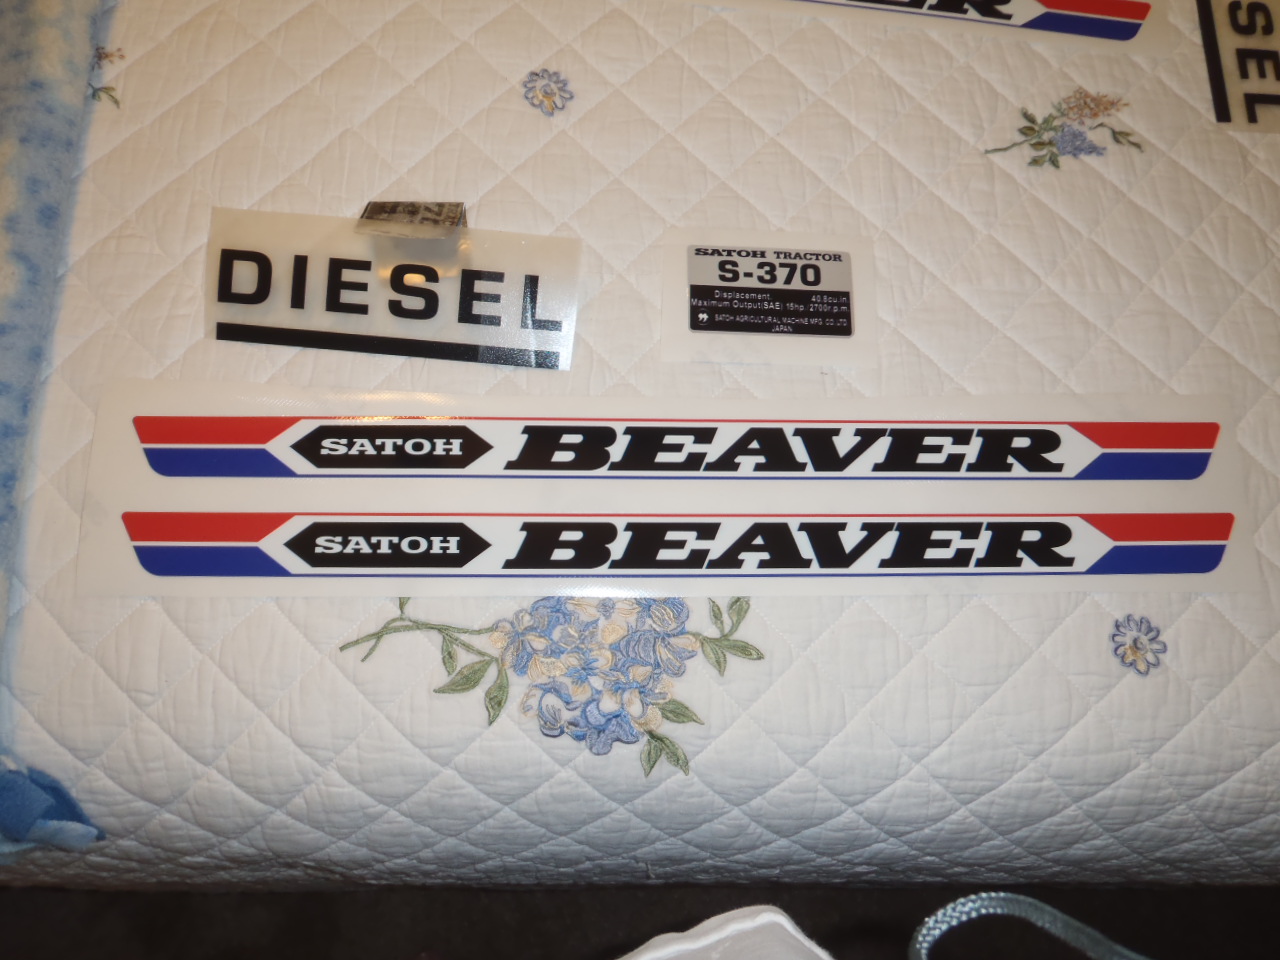 ER
SEL
DIESEL
SATOH TRACTOR
S-370
Displacement. 40.8cu.in.
Maximum Output(SAE) 15hp/2700r.p.m.
SATOH AGRICULTURAL MACHINE MFG. CO. LTD
JAPAN
SATOH BEAVER
SATOH BEAVER